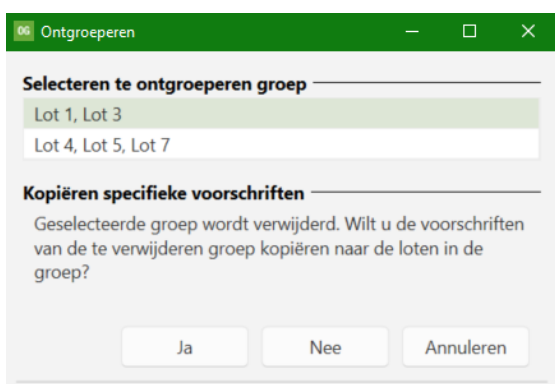 OG Ontgroeperen
Selecteren te ontgroeperen groep
Lot 1, Lot 3
Lot 4, Lot 5, Lot 7
Kopiëren specifieke voorschriften
Geselecteerde groep wordt verwijderd. Wilt u de voorschriften
van de te verwijderen groep kopiëren naar de loten in de
groep?
Ja Nee Annuleren